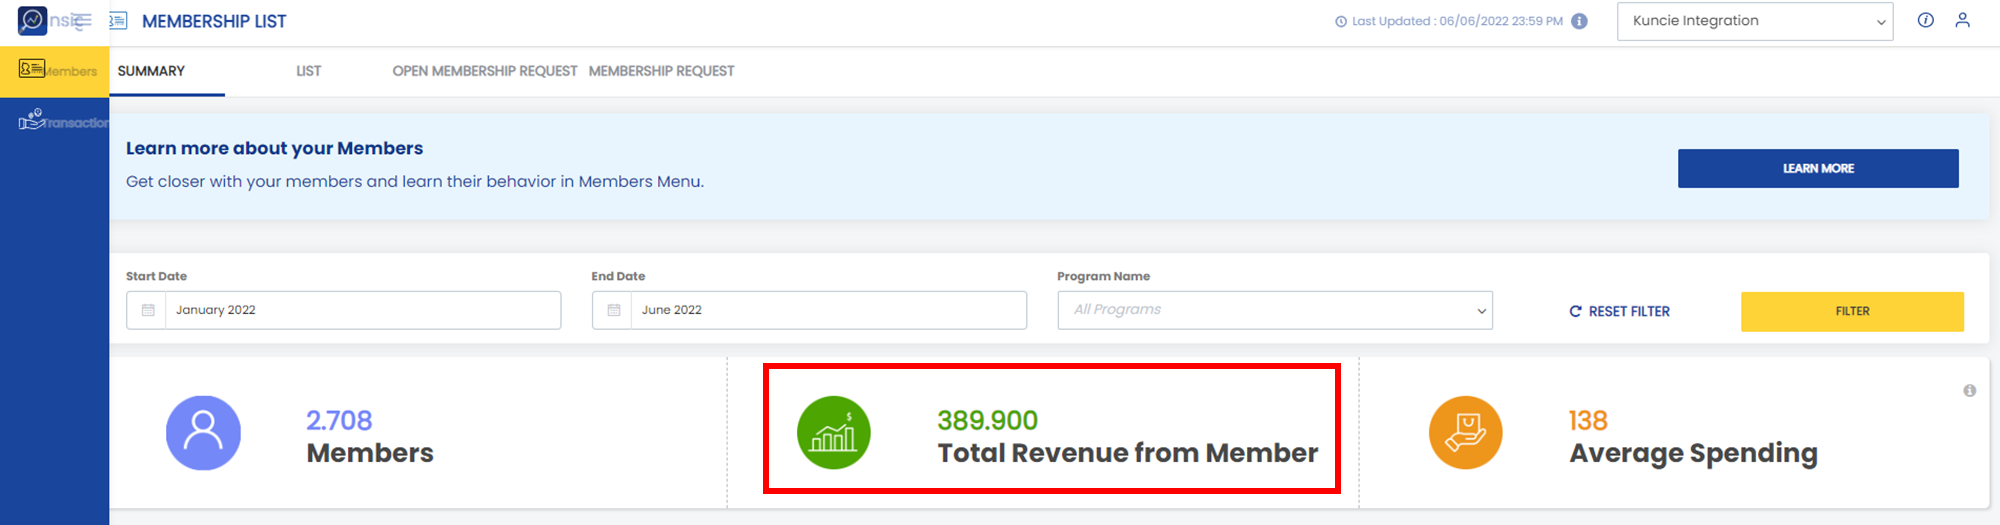 nsic
MEMBERSHIP LIST
Last Updated : 06/06/2022 23:59 PM
Kuncie Integration
Members
SUMMARY
LIST
OPEN MEMBERSHIP REQUEST
MEMBERSHIP REQUEST
Transaction
Learn more about your Members
Get closer with your members and learn their behavior in Members Menu.
LEARN MORE
Start Date
End Date
Program Name
January 2022
June 2022
All Programs
RESET FILTER
FILTER
2.708
Members
389.900
Total Revenue from Member
138
Average Spending